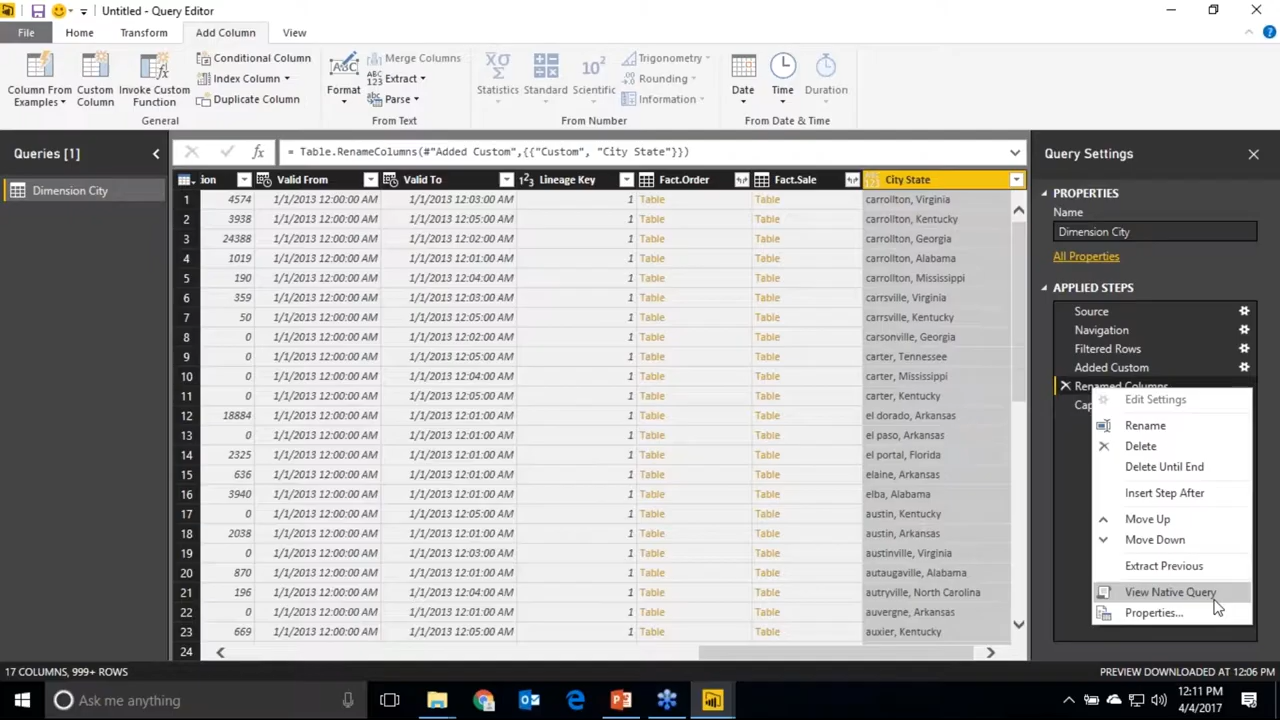 Untitled - Query Editor
File Home Transform Add Column View
Column From Examples
Custom Column
Invoke Custom Function
Conditional Column
Index Column
Duplicate Column
General
Format
Merge Columns
Extract
Parse
From Text
Statistics
Standard
Scientific
Trigonometry
Rounding
Information
From Number
Date
Time
Duration
From Date & Time
Queries [1]
Dimension City
= Table.RenameColumns(#"Added Custom",{{"Custom", "City State"}})
ion Valid From Valid To Lineage Key Fact.Order Fact.Sale City State
1 4574 1/1/2013 12:00:00 AM 1/1/2013 12:03:00 AM 1 Table Table carrollton, Virginia
2 3938 1/1/2013 12:00:00 AM 1/1/2013 12:05:00 AM 1 Table Table carrollton, Kentucky
3 24388 1/1/2013 12:00:00 AM 1/1/2013 12:02:00 AM 1 Table Table carrollton, Georgia
4 1019 1/1/2013 12:00:00 AM 1/1/2013 12:01:00 AM 1 Table Table carrollton, Alabama
5 190 1/1/2013 12:00:00 AM 1/1/2013 12:04:00 AM 1 Table Table carrollton, Mississippi
6 359 1/1/2013 12:00:00 AM 1/1/2013 12:03:00 AM 1 Table Table carrsville, Virginia
7 50 1/1/2013 12:00:00 AM 1/1/2013 12:05:00 AM 1 Table Table carrsville, Kentucky
8 0 1/1/2013 12:00:00 AM 1/1/2013 12:02:00 AM 1 Table Table carsonville, Georgia
9 0 1/1/2013 12:00:00 AM 1/1/2013 12:05:00 AM 1 Table Table carter, Tennessee
10 0 1/1/2013 12:00:00 AM 1/1/2013 12:04:00 AM 1 Table Table carter, Mississippi
11 0 1/1/2013 12:00:00 AM 1/1/2013 12:05:00 AM 1 Table Table carter, Kentucky
12 18884 1/1/2013 12:00:00 AM 1/1/2013 12:01:00 AM 1 Table Table el dorado, Arkansas
13 0 1/1/2013 12:00:00 AM 1/1/2013 12:01:00 AM 1 Table Table el paso, Arkansas
14 2325 1/1/2013 12:00:00 AM 1/1/2013 12:01:00 AM 1 Table Table el portal, Florida
15 636 1/1/2013 12:00:00 AM 1/1/2013 12:01:00 AM 1 Table Table elaine, Arkansas
16 3940 1/1/2013 12:00:00 AM 1/1/2013 12:01:00 AM 1 Table Table elba, Alabama
17 0 1/1/2013 12:00:00 AM 1/1/2013 12:05:00 AM 1 Table Table austin, Kentucky
18 2038 1/1/2013 12:00:00 AM 1/1/2013 12:01:00 AM 1 Table Table austin, Arkansas
19 0 1/1/2013 12:00:00 AM 1/1/2013 12:03:00 AM 1 Table Table austinville, Virginia
20 870 1/1/2013 12:00:00 AM 1/1/2013 12:01:00 AM 1 Table Table autaugaville, Alabama
21 196 1/1/2013 12:00:00 AM 1/1/2013 12:04:00 AM 1 Table Table autryville, North Carolina
22 0 1/1/2013 12:00:00 AM 1/1/2013 12:01:00 AM 1 Table Table auvergne, Arkansas
23 669 1/1/2013 12:00:00 AM 1/1/2013 12:05:00 AM 1 Table Table auxier, Kentucky
24
Query Settings
PROPERTIES
Name
Dimension City
All Properties
APPLIED STEPS
Source
Navigation
Filtered Rows
Added Custom
Renamed Columns
Cap
Edit Settings
Rename
Delete
Delete Until End
Insert Step After
Move Up
Move Down
Extract Previous
View Native Query
Properties...
17 COLUMNS, 999+ ROWS
PREVIEW DOWNLOADED AT 12:06 PM
Ask me anything
12:11 PM
4/4/2017